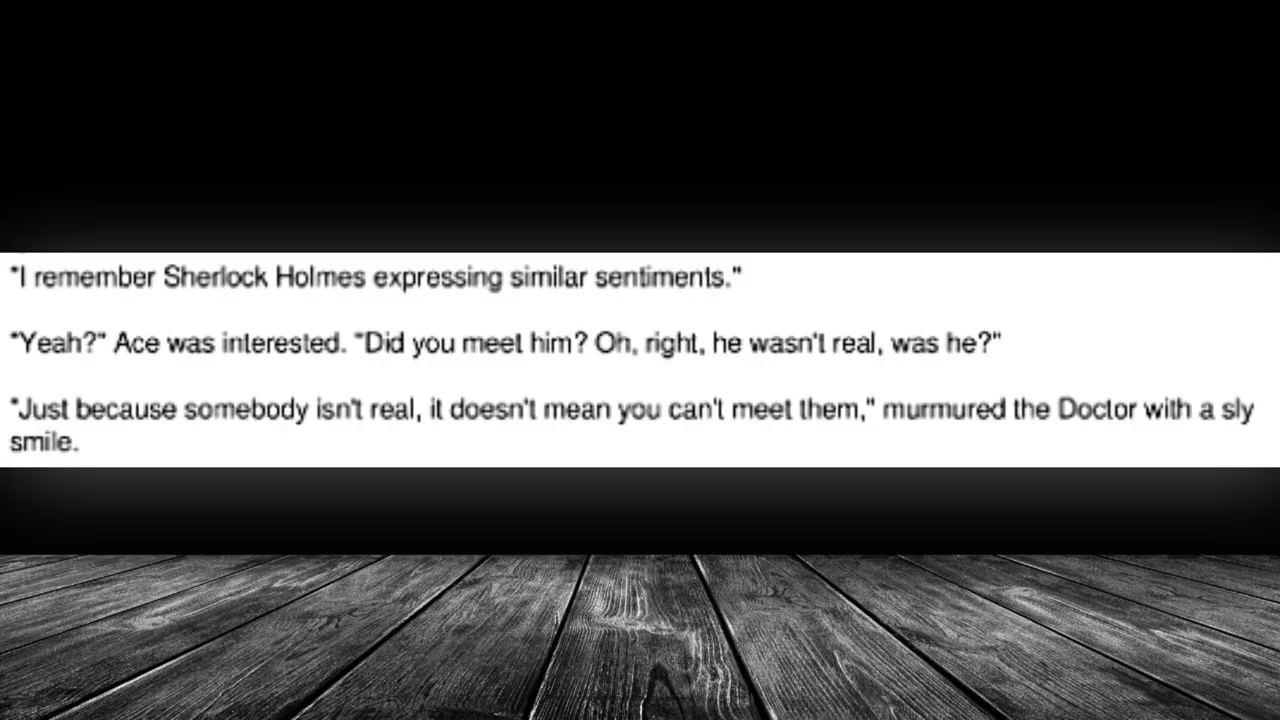 "I remember Sherlock Holmes expressing similar sentiments."
"Yeah?" Ace was interested. "Did you meet him? Oh, right, he wasn't real, was he?"
"Just because somebody isn't real, it doesn't mean you can't meet them," murmured the Doctor with a sly
smile.